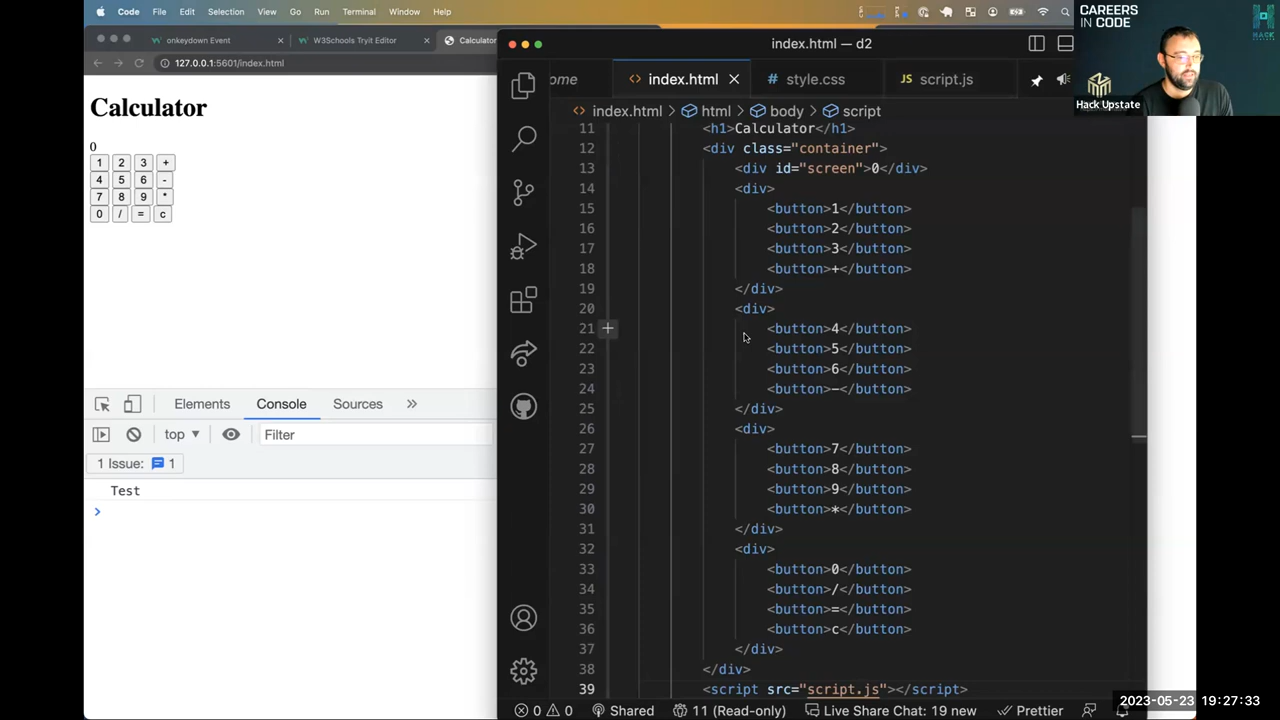 Code File Edit Selection View Go Run Terminal Window Help
CAREERS
IN
CODE
HACK
Hack Upstate
onkeydown Event
W3Schools Tryit Editor
Calculator
127.0.0.1:5601/index.html
index.html — d2
ome
index.html
# style.css
JS script.js
index.html > html > body > script
Calculator
0
1 2 3 +
4 5 6 -
7 8 9 *
0 / = c
11 <h1>Calculator</h1>
12 <div class="container">
13 <div id="screen">0</div>
14 <div>
15 <button>1</button>
16 <button>2</button>
17 <button>3</button>
18 <button>+</button>
19 </div>
20 <div>
21 <button>4</button>
22 <button>5</button>
23 <button>6</button>
24 <button>-</button>
25 </div>
26 <div>
27 <button>7</button>
28 <button>8</button>
29 <button>9</button>
30 <button>*</button>
31 </div>
32 <div>
33 <button>0</button>
34 <button>/</button>
35 <button>=</button>
36 <button>c</button>
37 </div>
38 </div>
39 <script src="script.js"></script>
Elements Console Sources »
top ▼ Filter
1 Issue: 1
Test
>
0 0 Shared 11 (Read-only) Live Share Chat: 19 new Prettier
2023-05-23 19:27:33